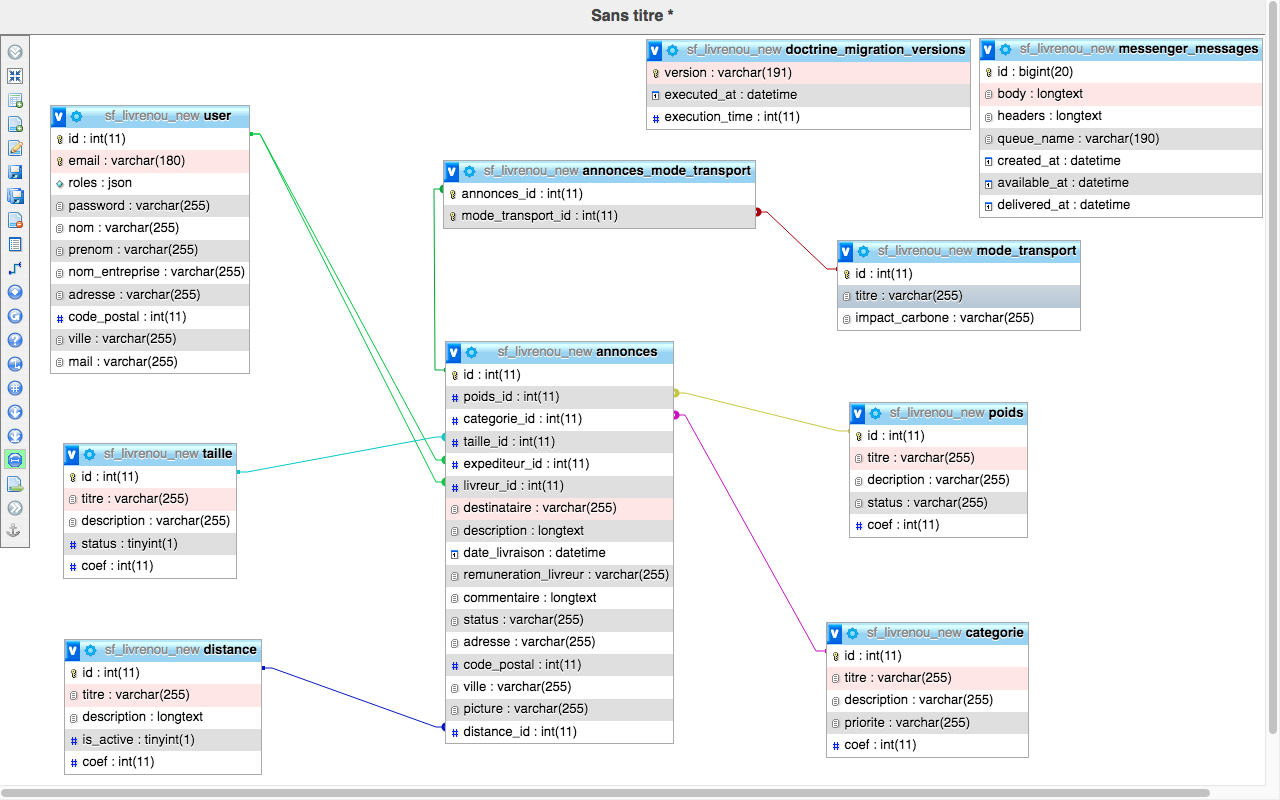 Sans titre *
sf_livrenou_new doctrine_migration_versions
version : varchar(191)
executed_at : datetime
execution_time : int(11)
sf_livrenou_new messenger_messages
id : bigint(20)
body : longtext
headers : longtext
queue_name : varchar(190)
created_at : datetime
available_at : datetime
delivered_at : datetime
sf_livrenou_new user
id : int(11)
email : varchar(180)
roles : json
password : varchar(255)
nom : varchar(255)
prenom : varchar(255)
nom_entreprise : varchar(255)
adresse : varchar(255)
code_postal : int(11)
ville : varchar(255)
mail : varchar(255)
sf_livrenou_new annonces_mode_transport
annonces_id : int(11)
mode_transport_id : int(11)
sf_livrenou_new mode_transport
id : int(11)
titre : varchar(255)
impact_carbone : varchar(255)
sf_livrenou_new annonces
id : int(11)
poids_id : int(11)
categorie_id : int(11)
taille_id : int(11)
expediteur_id : int(11)
livreur_id : int(11)
destinataire : varchar(255)
description : longtext
date_livraison : datetime
remuneration_livreur : varchar(255)
commentaire : longtext
status : varchar(255)
adresse : varchar(255)
code_postal : int(11)
ville : varchar(255)
picture : varchar(255)
distance_id : int(11)
sf_livrenou_new poids
id : int(11)
titre : varchar(255)
decription : varchar(255)
status : varchar(255)
coef : int(11)
sf_livrenou_new taille
id : int(11)
titre : varchar(255)
description : varchar(255)
status : tinyint(1)
coef : int(11)
sf_livrenou_new distance
id : int(11)
titre : varchar(255)
description : longtext
is_active : tinyint(1)
coef : int(11)
sf_livrenou_new categorie
id : int(11)
titre : varchar(255)
description : varchar(255)
priorite : varchar(255)
coef : int(11)